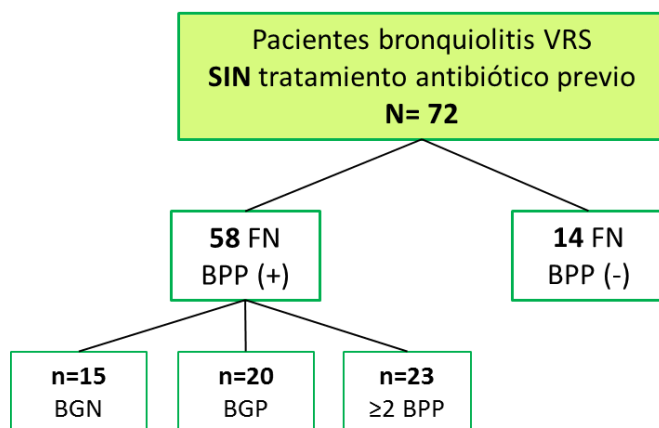 Pacientes bronquiolitis VRS
SIN tratamiento antibiótico previo
N= 72
58 FN
BPP (+)
14 FN
BPP (-)
n=15
BGN
n=20
BGP
n=23
≥2 BPP